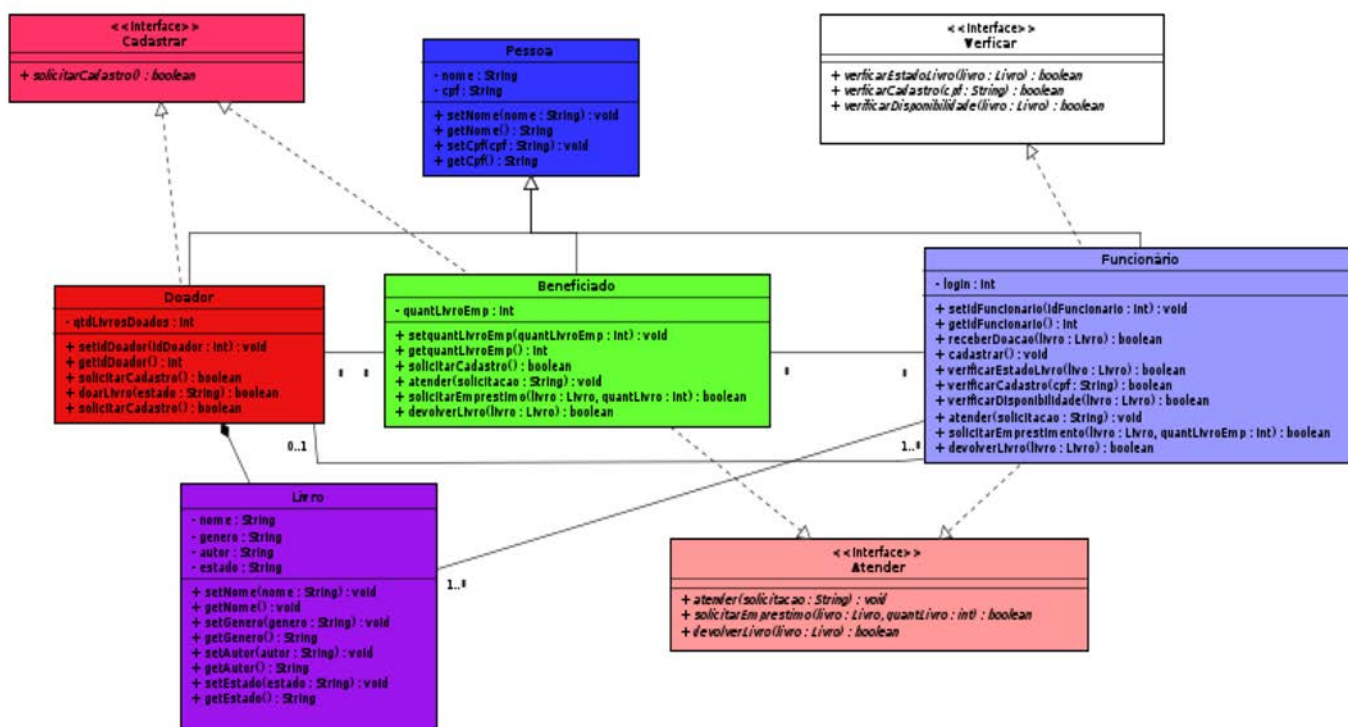 <<Interface>>
Cadastrar
+ solicitarCadastro() : boolean
Pessoa
- nome : String
- cpf : String
+ setNome(nome : String) : void
+ getNome() : String
+ setCpf(cpf : String) : void
+ getCpf() : String
<<Interface>>
Verficar
+ verficarEstadoLivro(livro : Livro) : boolean
+ verficarCadastro(cpf : String) : boolean
+ verificarDisponibilidade(livro : Livro) : boolean
Doador
- qtdLivrosDoados : int
+ setIdDoador(idDoador : int) : void
+ getIdDoador() : int
+ solicitarCadastro() : boolean
+ doarLivro(estado : String) : boolean
+ solicitarCadastro() : boolean
Beneficiado
- quantLivroEmp : int
+ setquantLivroEmp(quantLivroEmp : int) : void
+ getquantLivroEmp() : int
+ solicitarCadastro() : boolean
+ atender(solicitacao : String) : void
+ solicitarEmprestimo(livro : Livro, quantLivro : int) : boolean
+ devolverLivro(livro : Livro) : boolean
Funcionário
- login : int
+ setIdFuncionario(idFuncionario : int) : void
+ getIdFuncionario() : int
+ receberDoacao(livro : Livro) : boolean
+ cadastrar() : void
+ verificarEstadoLivro(livo : Livro) : boolean
+ verificarCadastro(cpf : String) : boolean
+ verificarDisponibilidade(livro : Livro) : boolean
+ atender(solicitacao : String) : void
+ solicitarEmprestimento(livro : Livro, quantLivroEmp : int) : boolean
+ devolverLivro(livro : Livro) : boolean
* *
* *
0..1
1..*
Livro
- nome : String
- genero : String
- autor : String
- estado : String
+ setNome(nome : String) : void
+ getNome() : void
+ setGenero(genero : String) : void
+ getGenero() : String
+ setAutor(autor : String) : void
+ getAutor() : String
+ setEstado(estado : String) : void
+ getEstado() : String
1..*
<<Interface>>
Atender
+ atender(solicitacao : String) : void
+ solicitarEmprestimo(livro : Livro, quantLivro : int) : boolean
+ devolverLivro(livro : Livro) : boolean